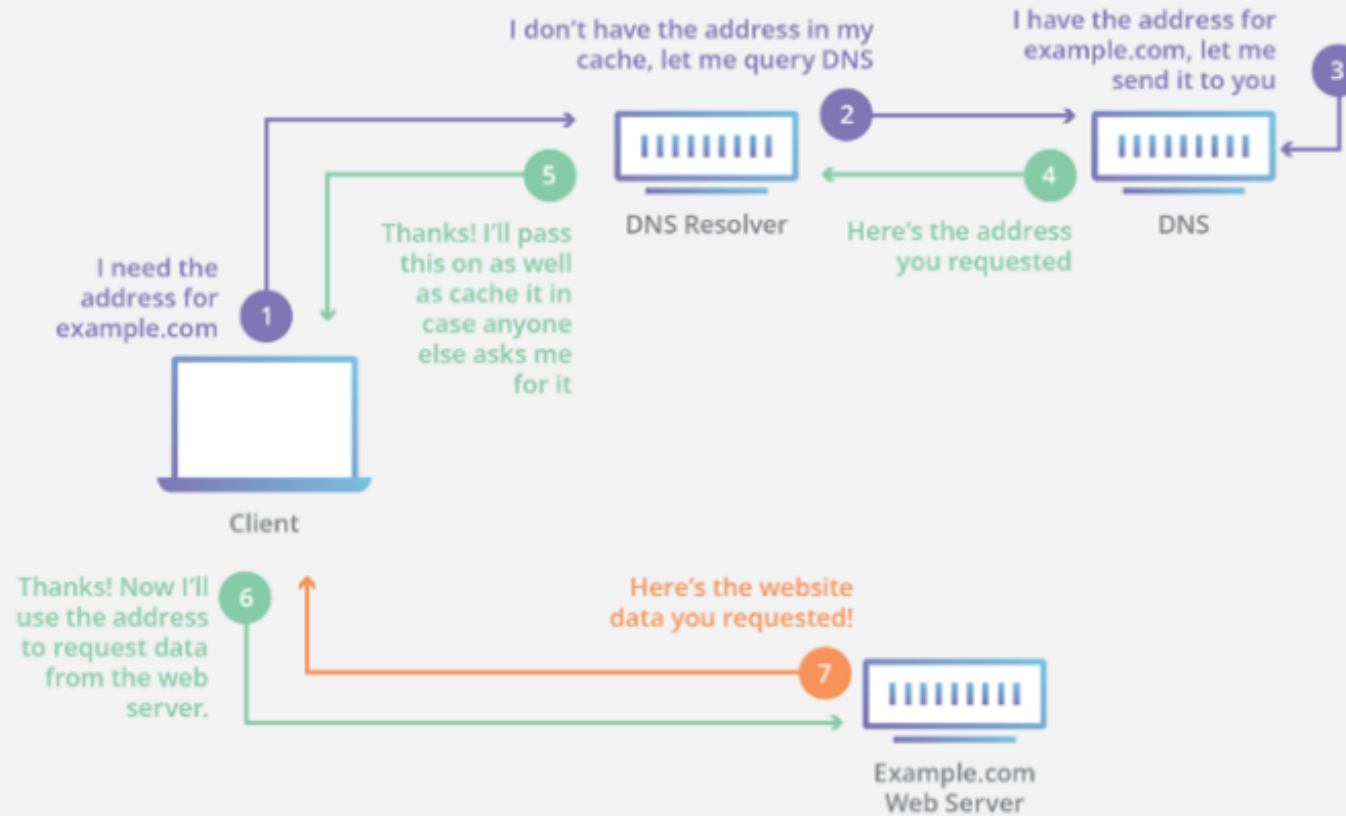 I don't have the address in my
cache, let me query DNS
I have the address for
example.com, let me
send it to you
3
2
DNS Resolver
DNS
4
Here's the address
you requested
5
Thanks! I'll pass
this on as well
as cache it in
case anyone
else asks me
for it
I need the
address for
example.com
1
Client
Thanks! Now I'll
use the address
to request data
from the web
server.
6
Here's the website
data you requested!
7
Example.com
Web Server